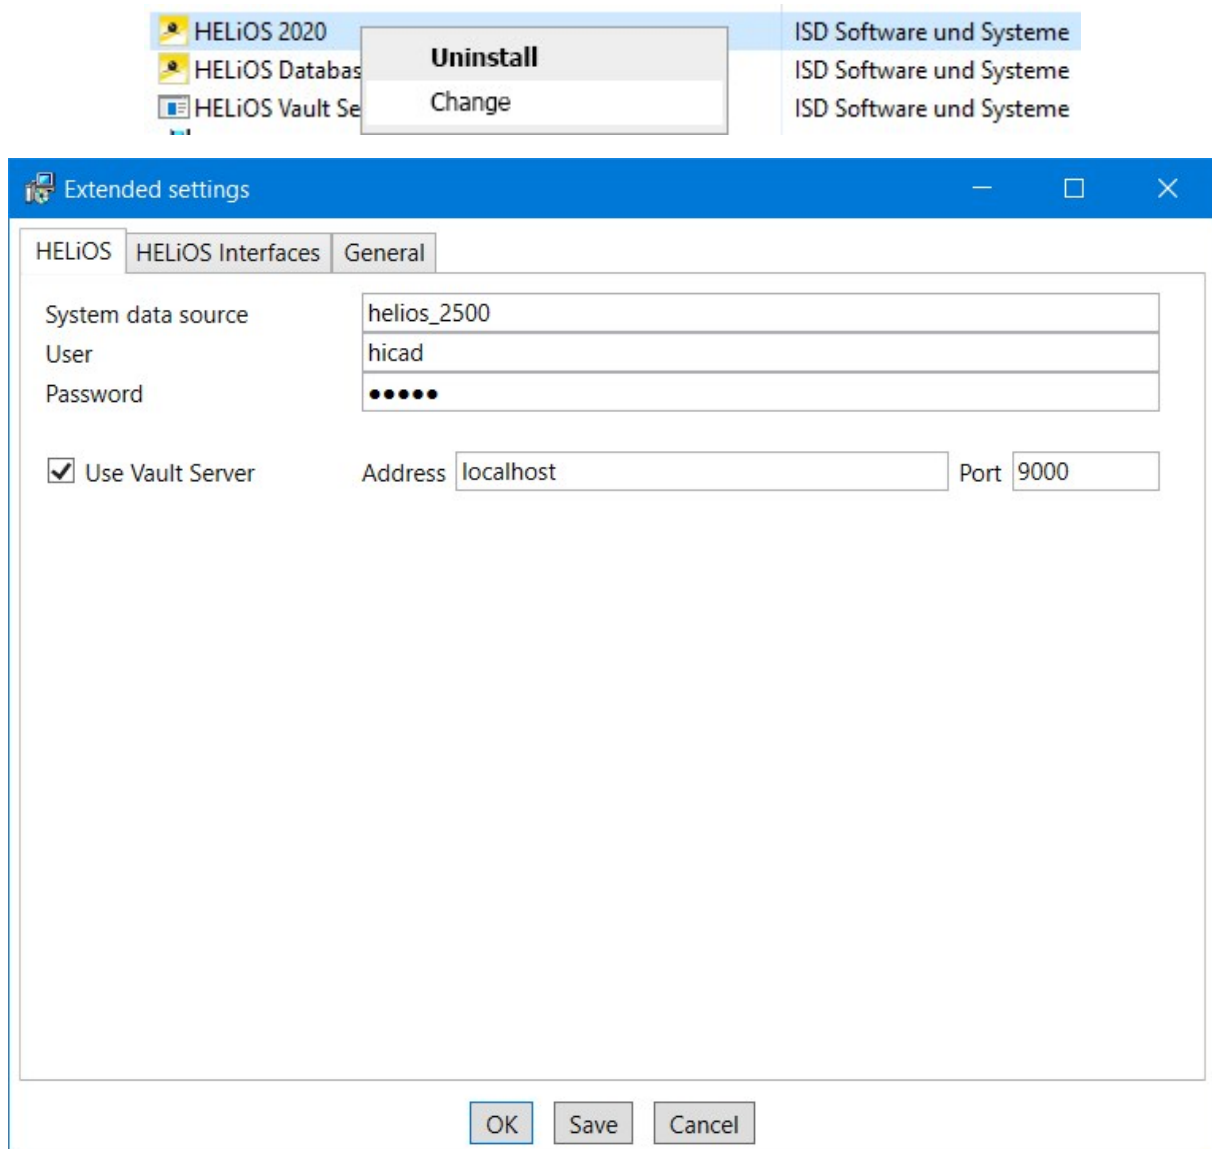 HELiOS 2020 ISD Software und Systeme
Uninstall
HELiOS Databas ISD Software und Systeme
Change
HELiOS Vault Se ISD Software und Systeme
Extended settings
HELiOS HELiOS Interfaces General
System data source helios_2500
User hicad
Password •••••
Use Vault Server Address localhost Port 9000
OK Save Cancel